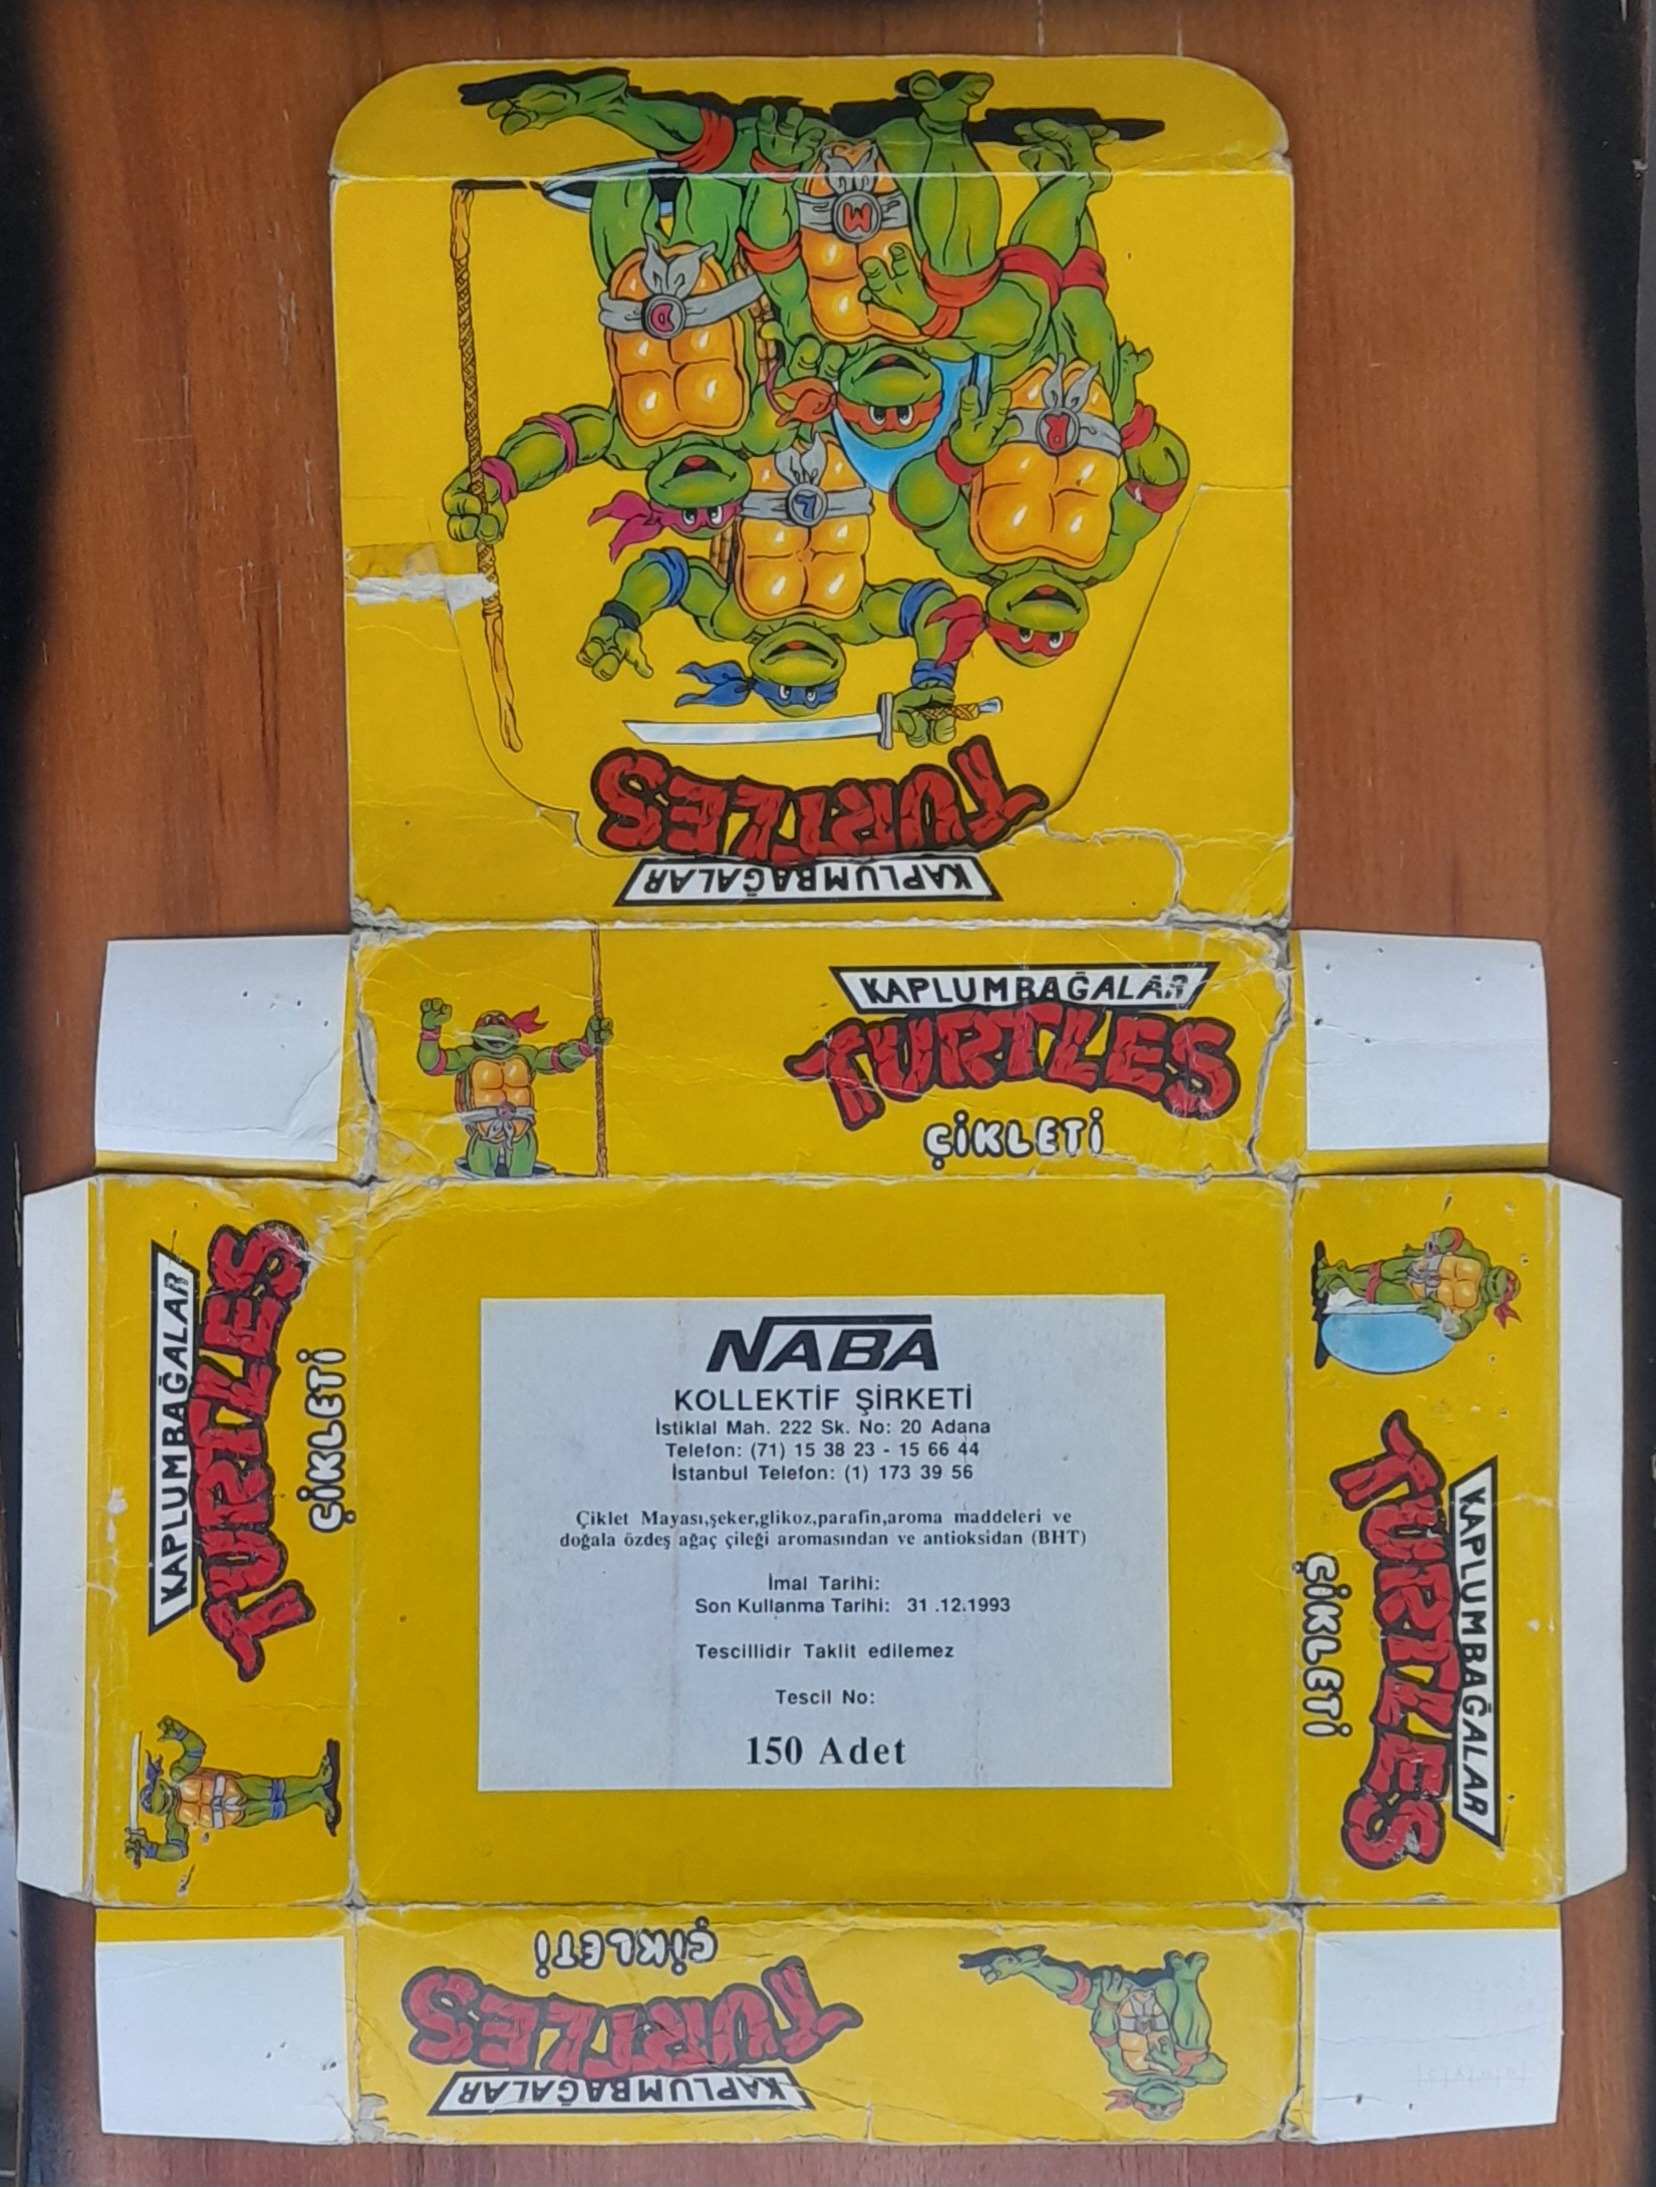 TURTLES
KAPLUMBAĞALAR
KAPLUMBAĞALAR
TURTLES
ÇİKLETİ
KAPLUMBAĞALAR
TURTLES
ÇİKLETİ
NABA
KOLLEKTİF ŞİRKETİ
İstiklal Mah. 222 Sk. No: 20 Adana
Telefon: (71) 15 38 23 - 15 66 44
İstanbul Telefon: (1) 173 39 56
Çiklet Mayası,şeker,glikoz,parafin,aroma maddeleri ve
doğala özdeş ağaç çileği aromasından ve antioksidan (BHT)
İmal Tarihi:
Son Kullanma Tarihi: 31 .12.1993
Tescillidir Taklit edilemez
Tescil No:
150 Adet
KAPLUMBAĞALAR
TURTLES
ÇİKLETİ
KAPLUMBAĞALAR
TURTLES
ÇİKLETİ